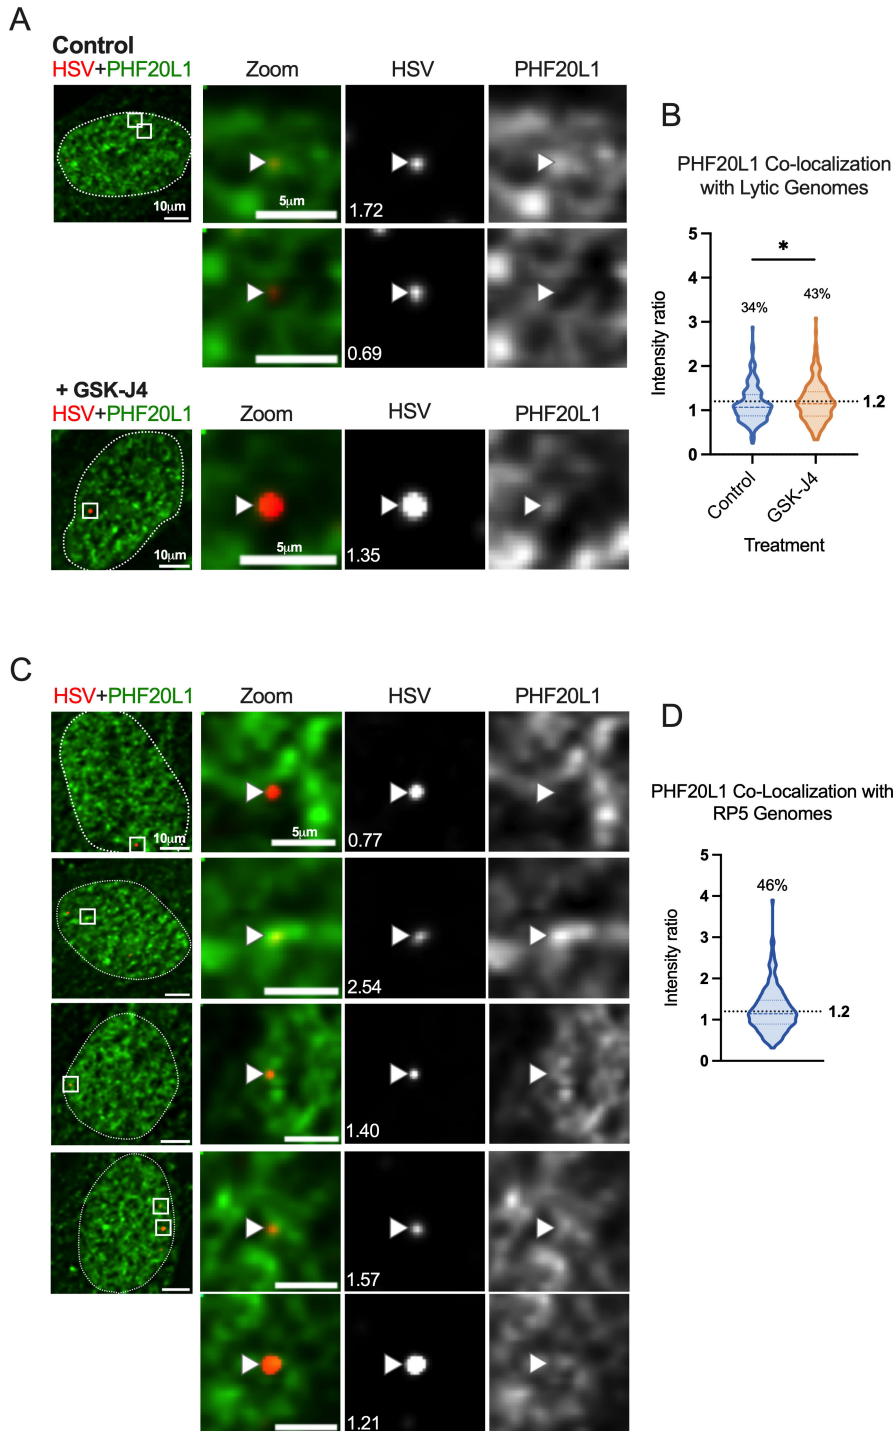 A
Control
HSV+PHF20L1
Zoom
HSV
PHF20L1
10μm
5μm
1.72
0.69
+ GSK-J4
HSV+PHF20L1
Zoom
HSV
PHF20L1
10μm
5μm
1.35
B
PHF20L1 Co-localization
with Lytic Genomes
Intensity ratio
5
4
3
2
1
0
*
34%
43%
1.2
Control
GSK-J4
Treatment
C
HSV+PHF20L1
Zoom
HSV
PHF20L1
10μm
5μm
0.77
2.54
1.40
1.57
1.21
D
PHF20L1 Co-Localization with
RP5 Genomes
Intensity ratio
5
4
3
2
1
0
46%
1.2